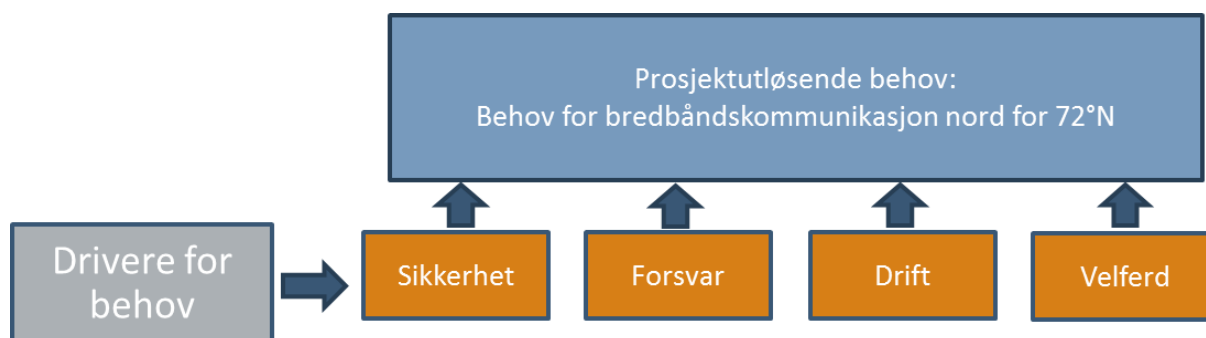 Prosjektutløsende behov:
Behov for bredbåndskommunikasjon nord for 72°N
Drivere for
behov
Sikkerhet
Forsvar
Drift
Velferd